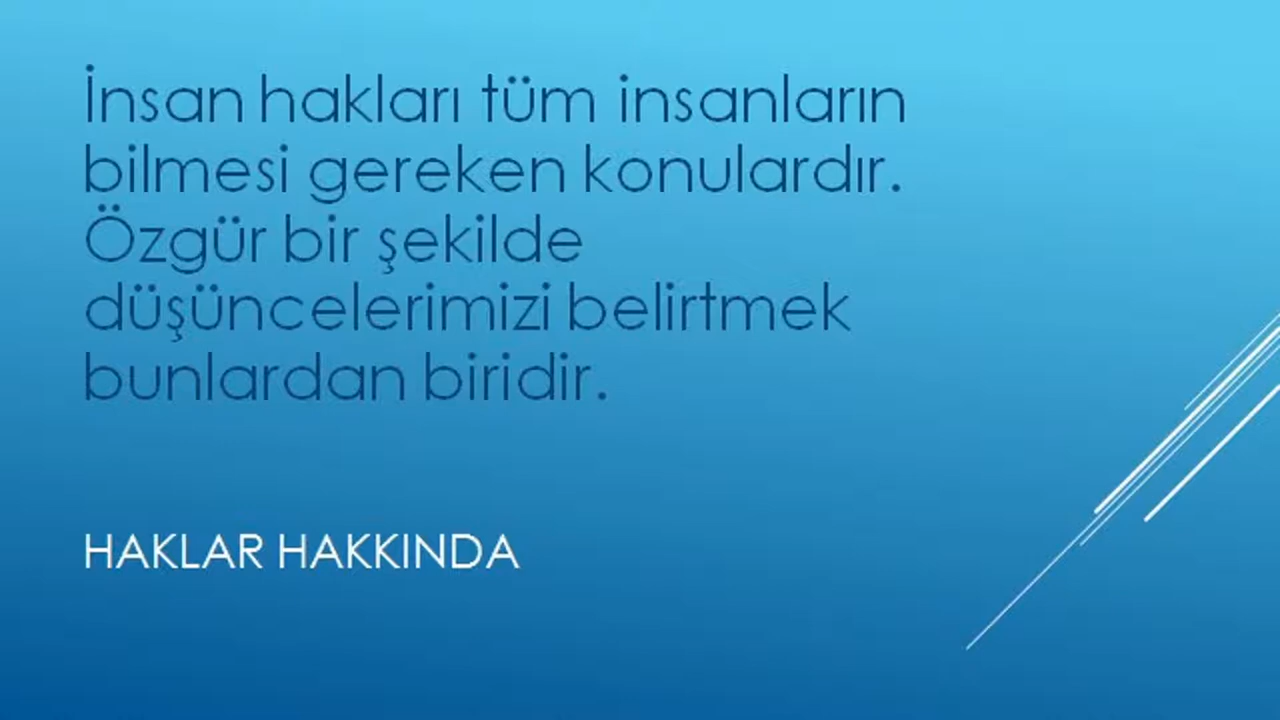 İnsan hakları tüm insanların
bilmesi gereken konulardır.
Özgür bir şekilde
düşüncelerimizi belirtmek
bunlardan biridir.
HAKLAR HAKKINDA